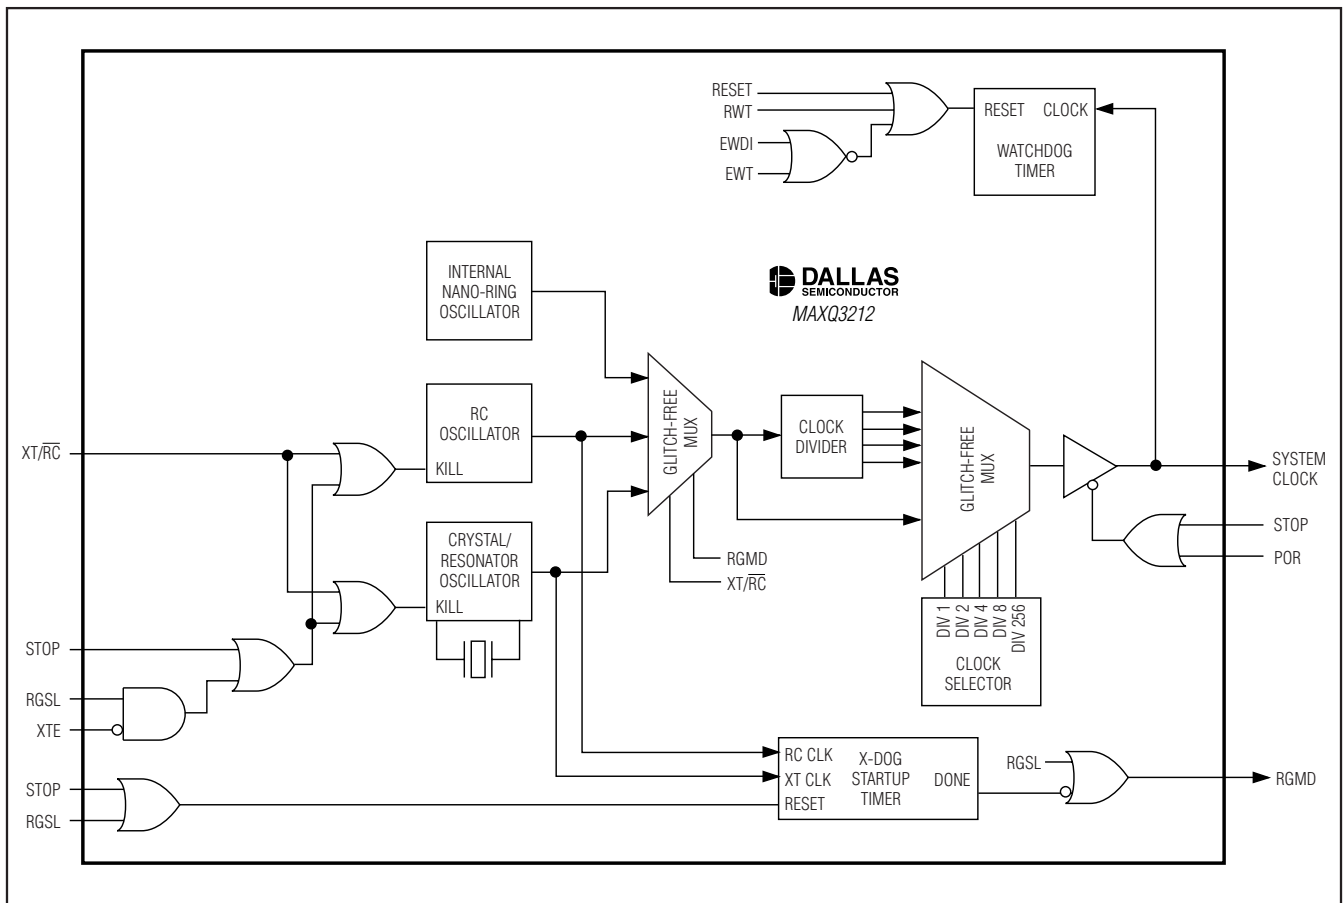 RESET
RWT
EWDI
EWT
RESET CLOCK
WATCHDOG
TIMER
INTERNAL
NANO-RING
OSCILLATOR
DALLAS
SEMICONDUCTOR
MAXQ3212
XT/R̅C̅
RC
OSCILLATOR
KILL
GLITCH-FREE
MUX
CLOCK
DIVIDER
GLITCH-FREE
MUX
SYSTEM
CLOCK
STOP
POR
CRYSTAL/
RESONATOR
OSCILLATOR
KILL
RGMD
XT/R̅C̅
DIV 1
DIV 2
DIV 4
DIV 8
DIV 256
CLOCK
SELECTOR
STOP
RGSL
XTE
STOP
RGSL
RC CLK
XT CLK
RESET
X-DOG
STARTUP
TIMER
DONE
RGSL
RGMD